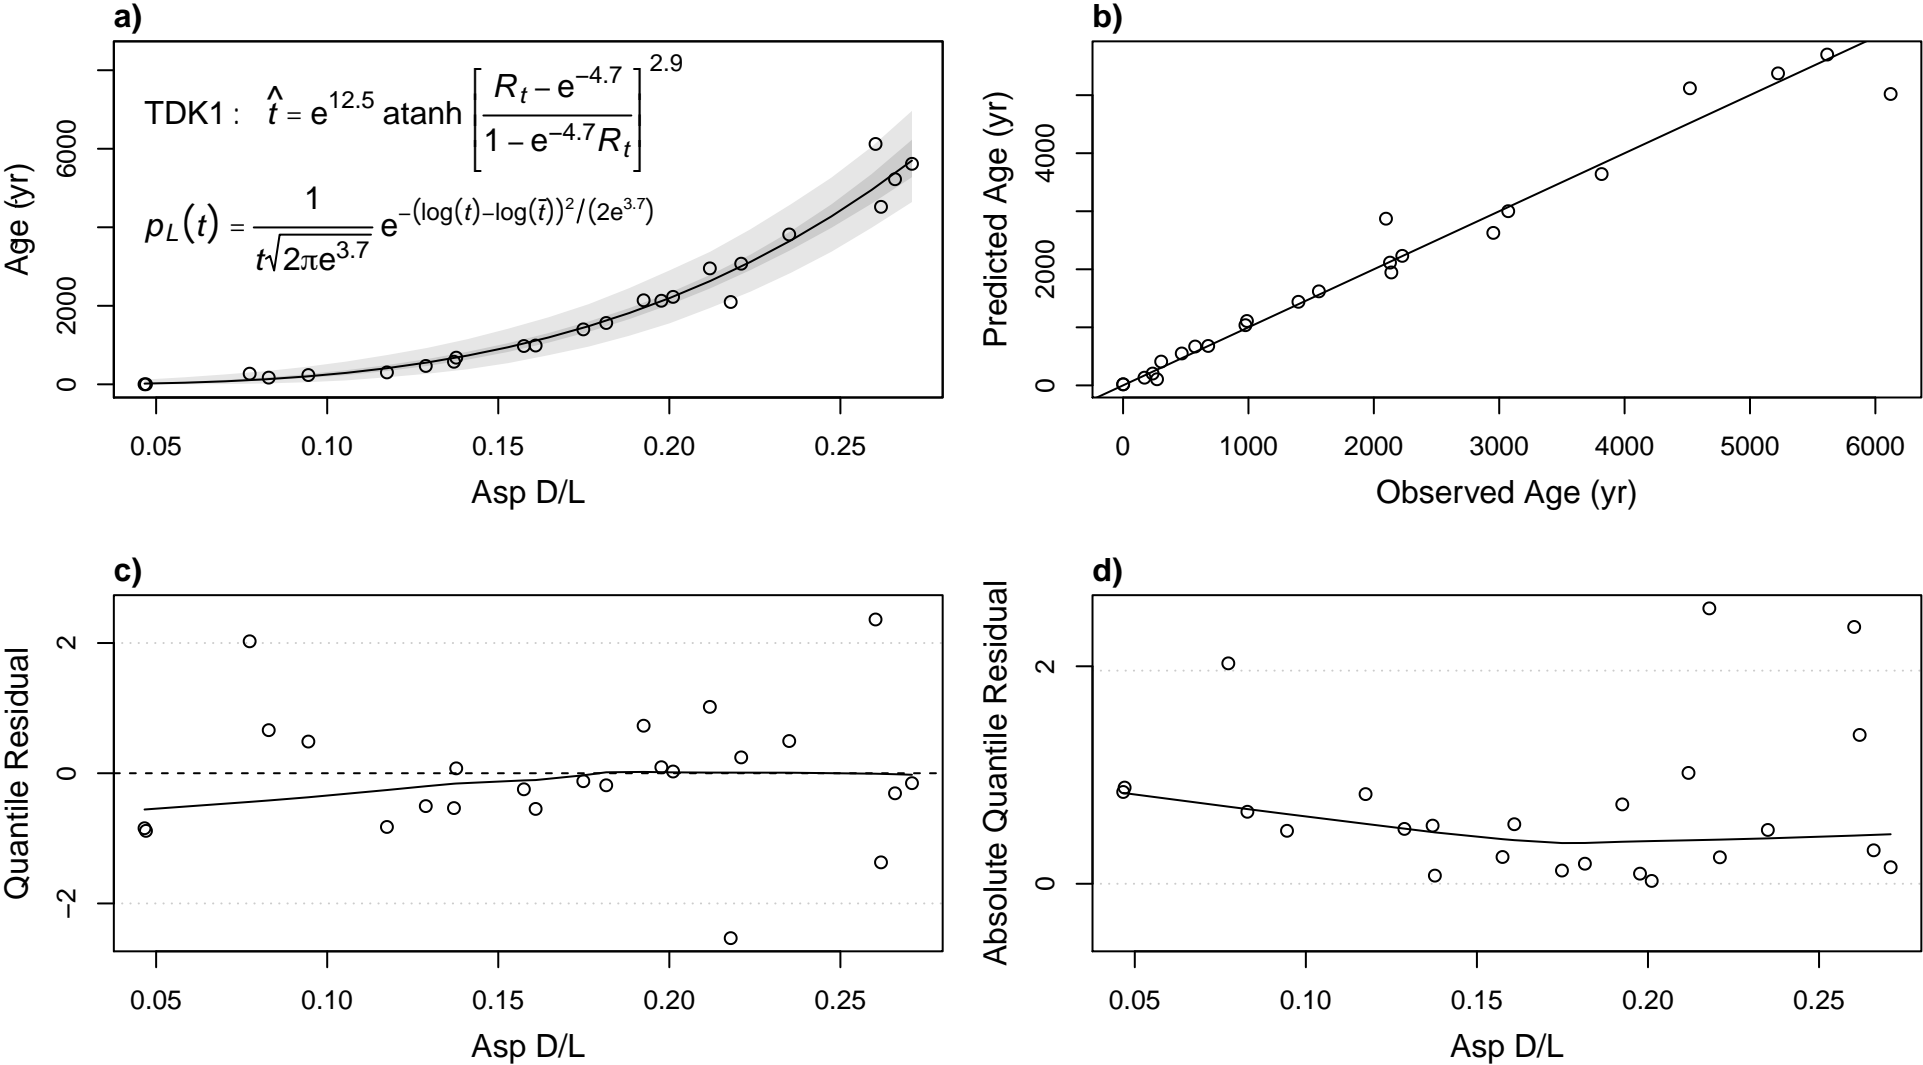 a)
TDK1 : t̂ = e^12.5 atanh [ (R_t − e^−4.7) / (1 − e^−4.7 R_t) ]^2.9
p_L(t) = 1 / (t√(2πe^3.7)) e^−(log(t)−log(t̄))^2/(2e^3.7)
Age (yr)
0 2000 6000
0.05 0.10 0.15 0.20 0.25
Asp D/L
b)
Predicted Age (yr)
0 2000 4000
0 1000 2000 3000 4000 5000 6000
Observed Age (yr)
c)
Quantile Residual
−2 0 2
0.05 0.10 0.15 0.20 0.25
Asp D/L
d)
Absolute Quantile Residual
0 2
0.05 0.10 0.15 0.20 0.25
Asp D/L